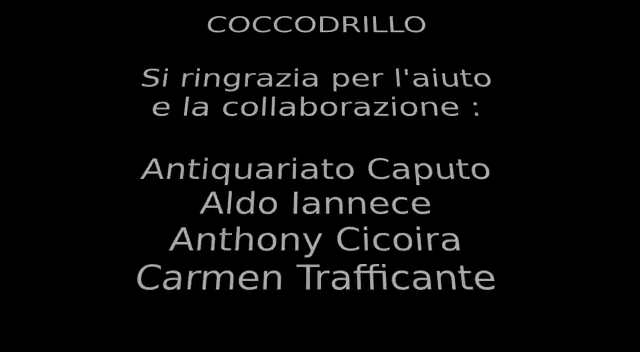 COCCODRILLO
Si ringrazia per l'aiuto
e la collaborazione :
Antiquariato Caputo
Aldo Iannece
Anthony Cicoira
Carmen Trafficante